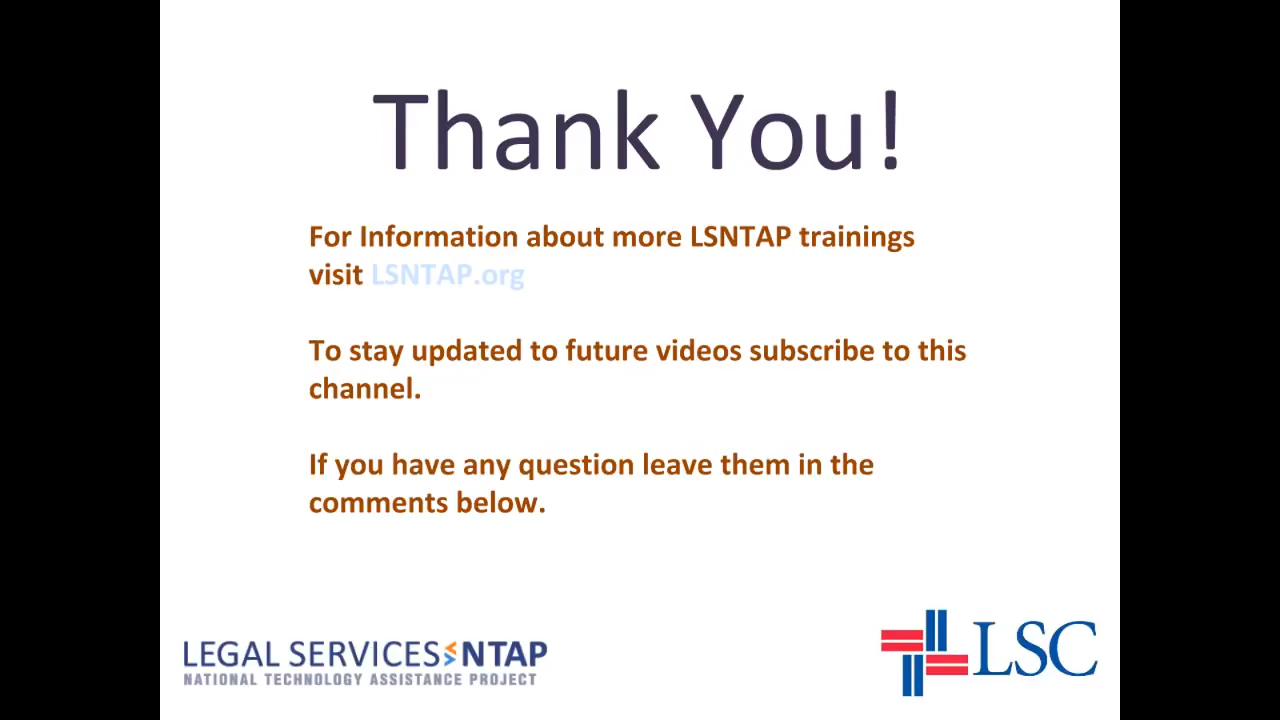 Thank You!
For Information about more LSNTAP trainings
visit LSNTAP.org
To stay updated to future videos subscribe to this
channel.
If you have any question leave them in the
comments below.
LEGAL SERVICES NTAP
NATIONAL TECHNOLOGY ASSISTANCE PROJECT
LSC